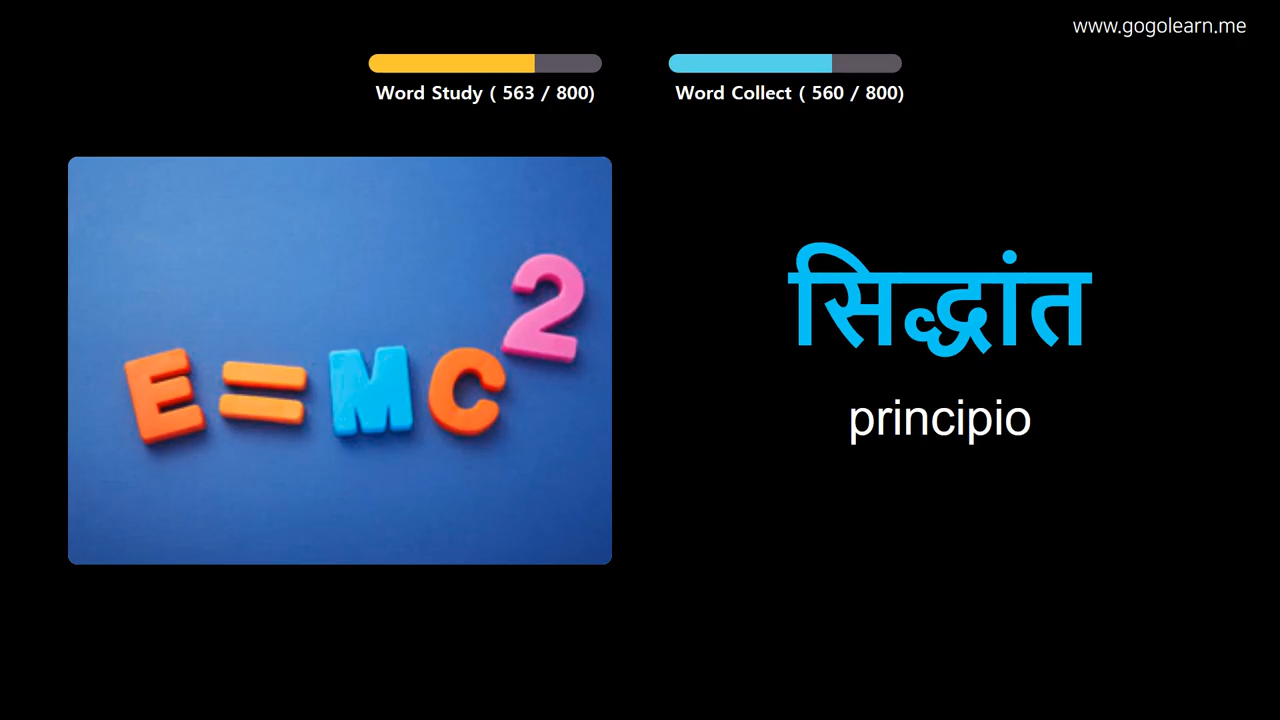 www.gogolearn.me
Word Study ( 563 / 800)
Word Collect ( 560 / 800)
E=MC²
सिद्धांत
principio